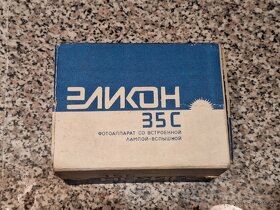 ЭЛИКОН
35С
ФОТОАППАРАТ СО ВСТРОЕННОЙ
ЛАМПОЙ-ВСПЫШКОЙ